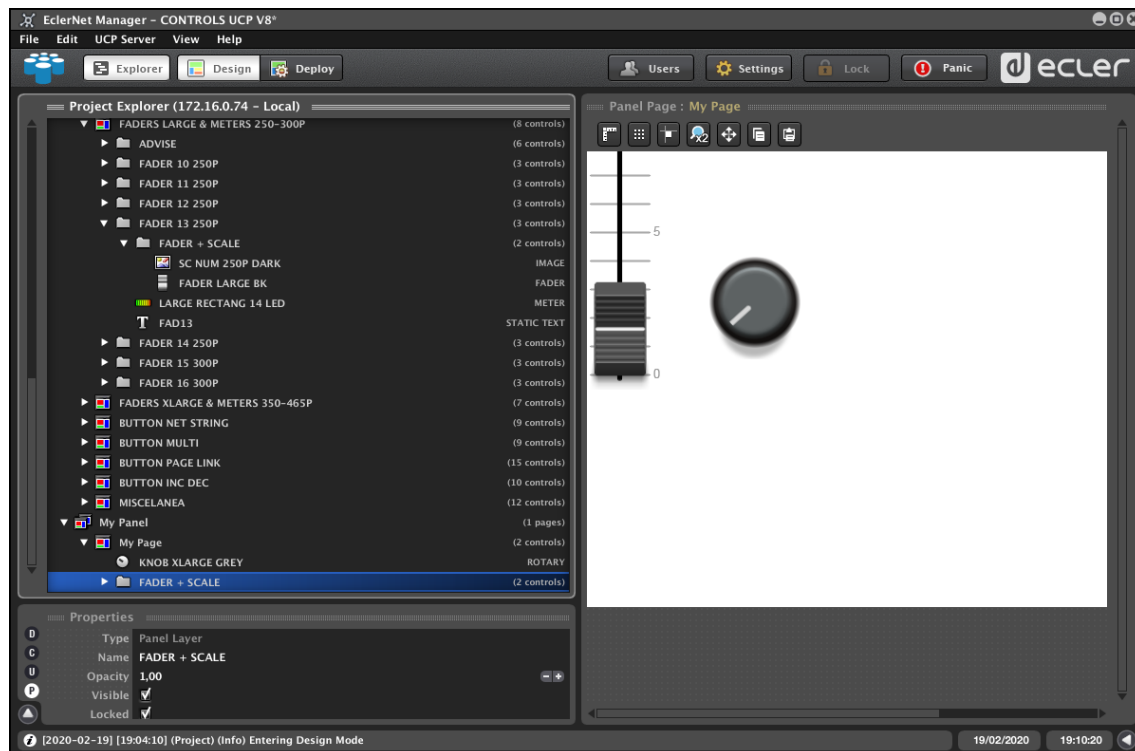 EclerNet Manager - CONTROLS UCP V8*
File Edit UCP Server View Help
Explorer Design Deploy Users Settings Lock Panic ecler
Project Explorer (172.16.0.74 - Local)
FADERS LARGE & METERS 250-300P (8 controls)
ADVISE (6 controls)
FADER 10 250P (3 controls)
FADER 11 250P (3 controls)
FADER 12 250P (3 controls)
FADER 13 250P (3 controls)
FADER + SCALE (2 controls)
SC NUM 250P DARK IMAGE
FADER LARGE BK FADER
LARGE RECTANG 14 LED METER
T FAD13 STATIC TEXT
FADER 14 250P (3 controls)
FADER 15 300P (3 controls)
FADER 16 300P (3 controls)
FADERS XLARGE & METERS 350-465P (7 controls)
BUTTON NET STRING (9 controls)
BUTTON MULTI (9 controls)
BUTTON PAGE LINK (15 controls)
BUTTON INC DEC (10 controls)
MISCELANEA (12 controls)
My Panel (1 pages)
My Page (2 controls)
KNOB XLARGE GREY ROTARY
FADER + SCALE (2 controls)
Panel Page : My Page
x2
5
0
Properties
D
C
U
P
Type Panel Layer
Name FADER + SCALE
Opacity 1,00
Visible
Locked
[2020-02-19] [19:04:10] (Project) (Info) Entering Design Mode 19/02/2020 19:10:20